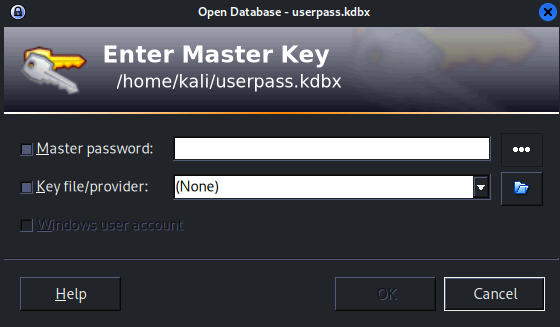 Open Database - userpass.kdbx
Enter Master Key
/home/kali/userpass.kdbx
Master password:
Key file/provider: (None)
Windows user account
Help OK Cancel